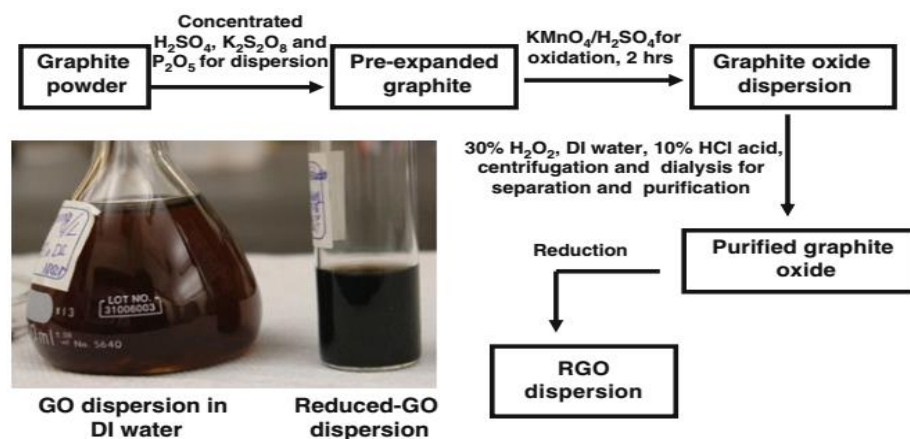 Concentrated
H₂SO₄, K₂S₂O₈ and
P₂O₅ for dispersion
Graphite
powder
Pre-expanded
graphite
KMnO₄/H₂SO₄for
oxidation, 2 hrs
Graphite oxide
dispersion
30% H₂O₂, DI water, 10% HCl acid,
centrifugation and dialysis for
separation and purification
Purified graphite
oxide
Reduction
RGO
dispersion
LOT NO.
31006003
No. 5640
GO dispersion in
DI water
Reduced-GO
dispersion